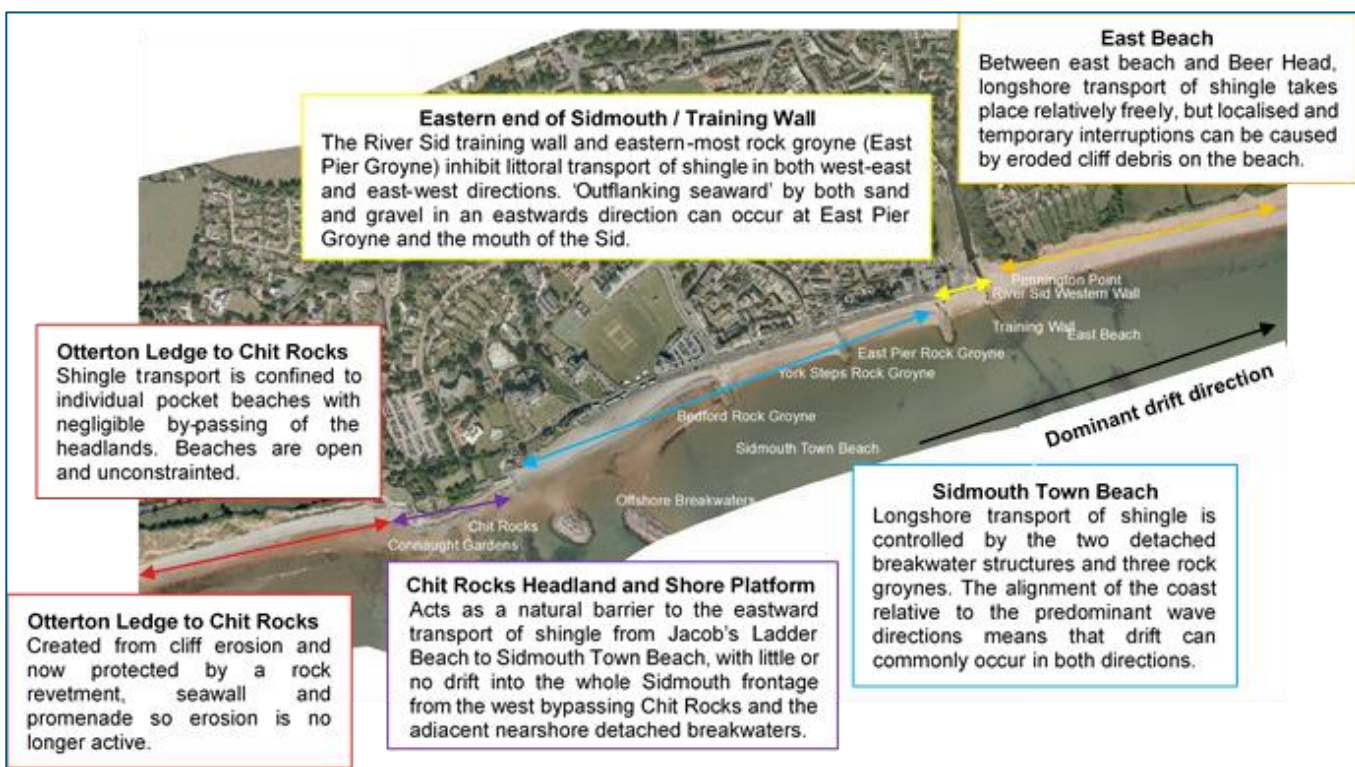 East Beach
Between east beach and Beer Head,
longshore transport of shingle takes
place relatively freely, but localised and
temporary interruptions can be caused
by eroded cliff debris on the beach.
Eastern end of Sidmouth / Training Wall
The River Sid training wall and eastern-most rock groyne (East
Pier Groyne) inhibit littoral transport of shingle in both west-east
and east-west directions. 'Outflanking seaward' by both sand
and gravel in an eastwards direction can occur at East Pier
Groyne and the mouth of the Sid.
Pennington Point
River Sid Western Wall
Training Wall
East Beach
East Pier Rock Groyne
York Steps Rock Groyne
Bedford Rock Groyne
Sidmouth Town Beach
Offshore Breakwaters
Chit Rocks
Connaught Gardens
Dominant drift direction
Otterton Ledge to Chit Rocks
Shingle transport is confined to
individual pocket beaches with
negligible by-passing of the
headlands. Beaches are open
and unconstrainted.
Sidmouth Town Beach
Longshore transport of shingle is
controlled by the two detached
breakwater structures and three rock
groynes. The alignment of the coast
relative to the predominant wave
directions means that drift can
commonly occur in both directions.
Chit Rocks Headland and Shore Platform
Acts as a natural barrier to the eastward
transport of shingle from Jacob's Ladder
Beach to Sidmouth Town Beach, with little or
no drift into the whole Sidmouth frontage
from the west bypassing Chit Rocks and the
adjacent nearshore detached breakwaters.
Otterton Ledge to Chit Rocks
Created from cliff erosion and
now protected by a rock
revetment, seawall and
promenade so erosion is no
longer active.